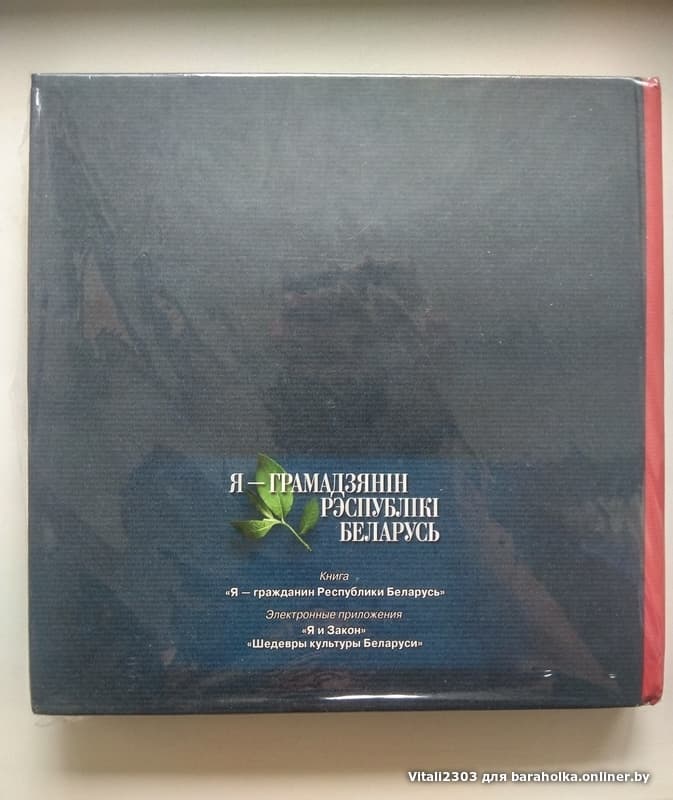 Я — ГРАМАДЗЯНІН
РЭСПУБЛІКІ
БЕЛАРУСЬ
Книга
«Я — гражданин Республики Беларусь»
Электронные приложения
«Я и Закон»
«Шедевры культуры Беларуси»
Vitali2303 для baraholka.onliner.by